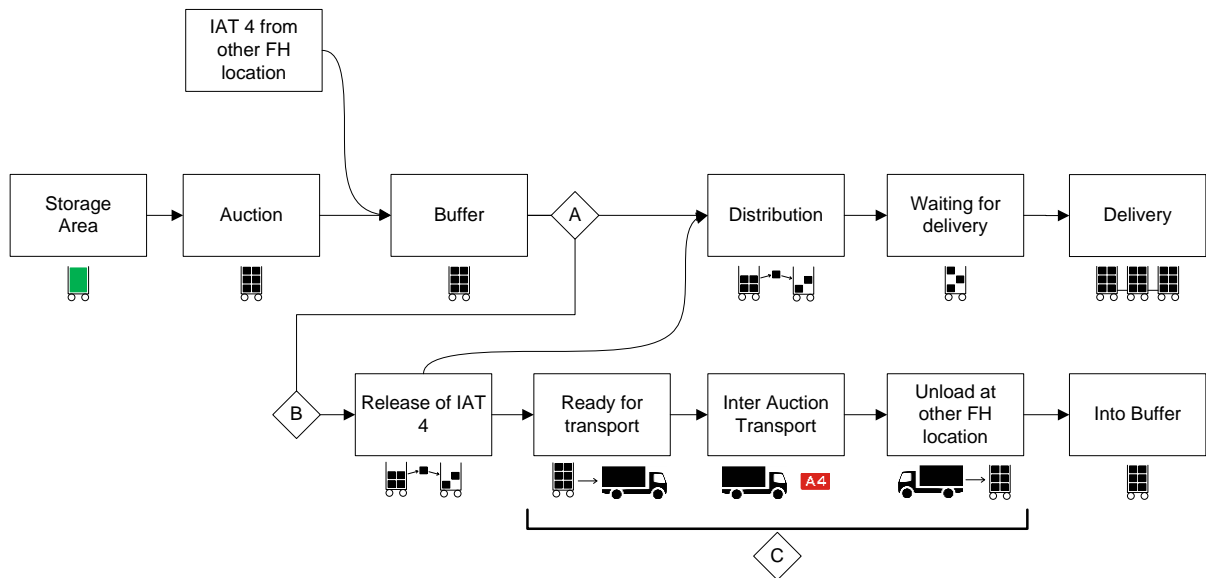 IAT 4 from
other FH
location
Storage
Area
Auction
Buffer
A
Distribution
Waiting for
delivery
Delivery
B
Release of IAT
4
Ready for
transport
Inter Auction
Transport
Unload at
other FH
location
Into Buffer
A4
C